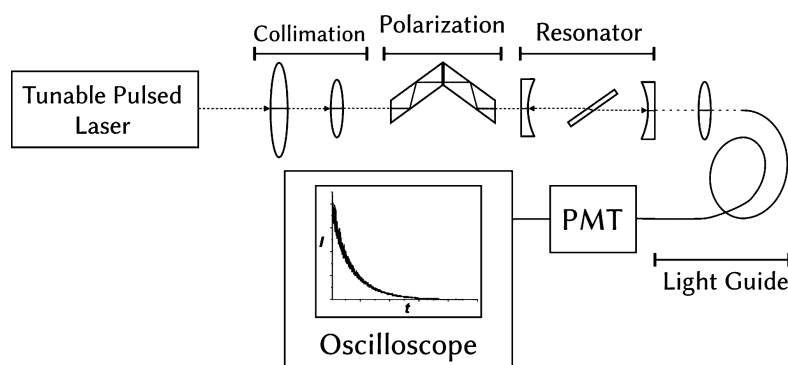 Collimation
Polarization
Resonator
Tunable Pulsed
Laser
I
t
Oscilloscope
PMT
Light Guide